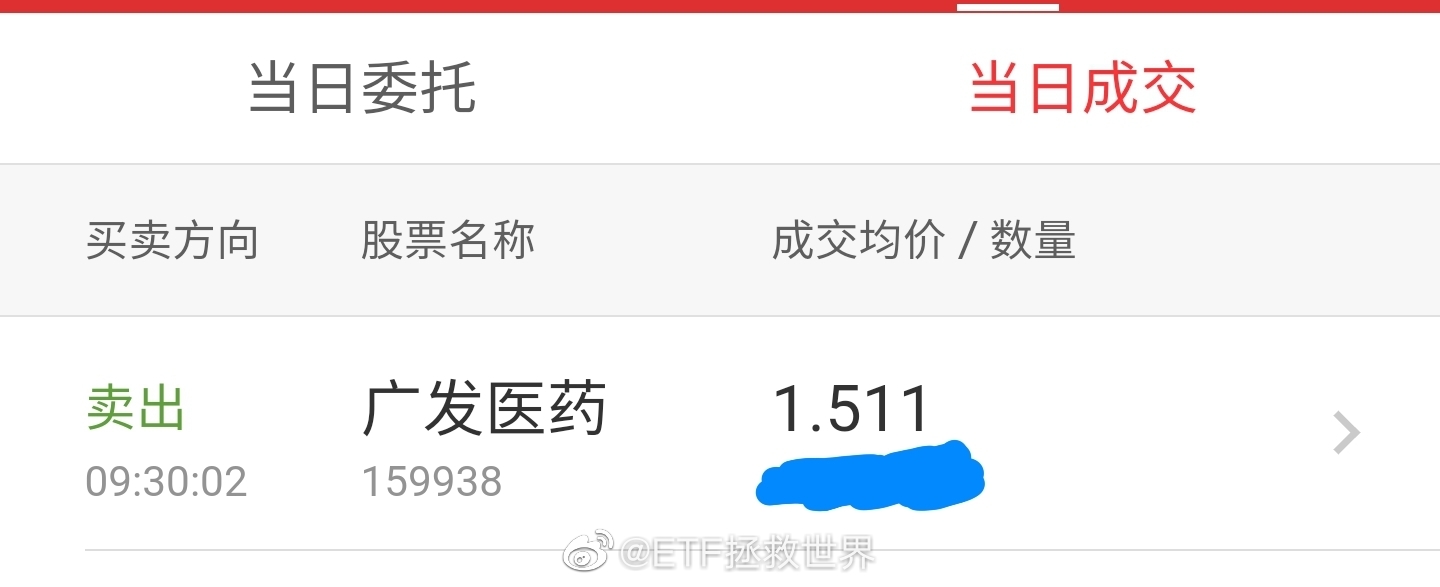 当日委托 当日成交
买卖方向 股票名称 成交均价 / 数量
卖出 广发医药 1.511
09:30:02 159938
@ETF拯救世界